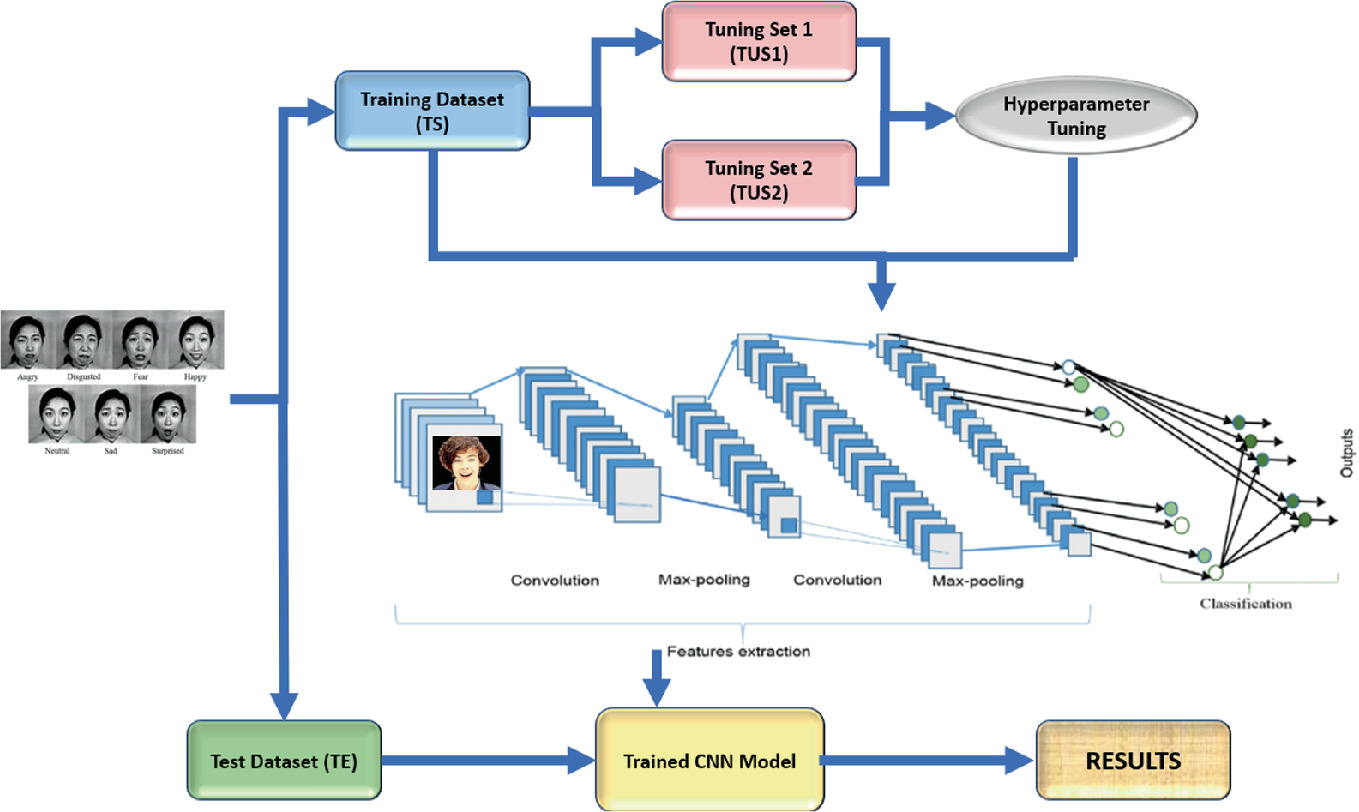 Tuning Set 1
(TUS1)
Training Dataset
(TS)
Hyperparameter
Tuning
Tuning Set 2
(TUS2)
Angry Disgusted Fear Happy
Neutral Sad Surprised
Outputs
Convolution Max-pooling Convolution Max-pooling
Classification
Features extraction
Test Dataset (TE)
Trained CNN Model
RESULTS